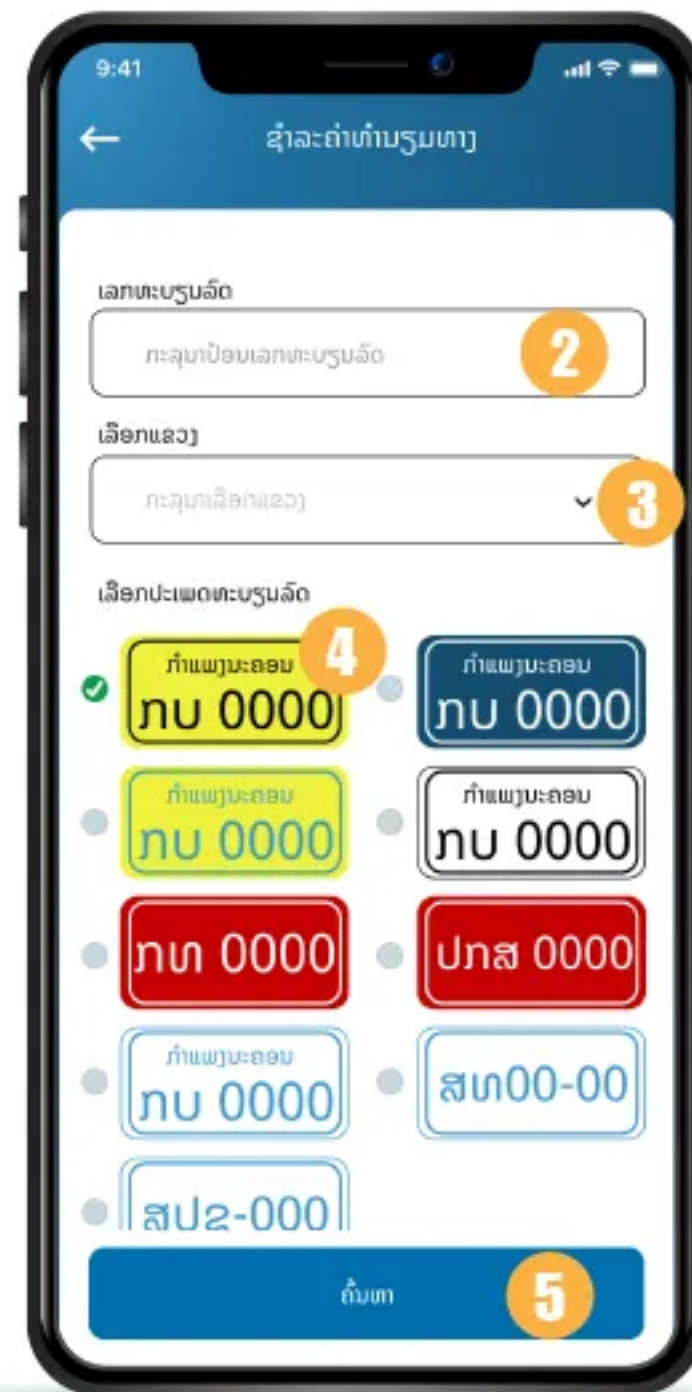 9:41
ຊຳລະຄ່າທຳນຽມທາງ
ເລກທະບຽນລົດ
ກະລຸນາປ້ອນເລກທະບຽນລົດ
2
ເລືອກແຂວງ
ກະລຸນາເລືອກແຂວງ
3
ເລືອກປະເພດທະບຽນລົດ
4
ກຳແພງນະຄອນ
ກບ 0000
ກຳແພງນະຄອນ
ກບ 0000
ກຳແພງນະຄອນ
ກບ 0000
ກຳແພງນະຄອນ
ກບ 0000
ກທ 0000
ປກສ 0000
ກຳແພງນະຄອນ
ກບ 0000
ສທ00-00
ສປຂ-000
ຄົ້ນຫາ
5